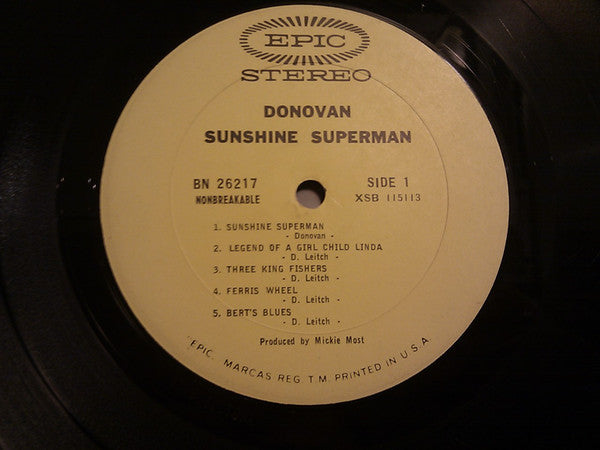 EPIC
STEREO
DONOVAN
SUNSHINE SUPERMAN
BN 26217 SIDE 1
NONBREAKABLE XSB 115113
1. SUNSHINE SUPERMAN
- Donovan -
2. LEGEND OF A GIRL CHILD LINDA
- D. Leitch -
3. THREE KING FISHERS
- D. Leitch -
4. FERRIS WHEEL
- D. Leitch -
5. BERT'S BLUES
- D. Leitch -
Produced by Mickie Most
"EPIC, MARCAS REG. T.M. PRINTED IN U.S.A.